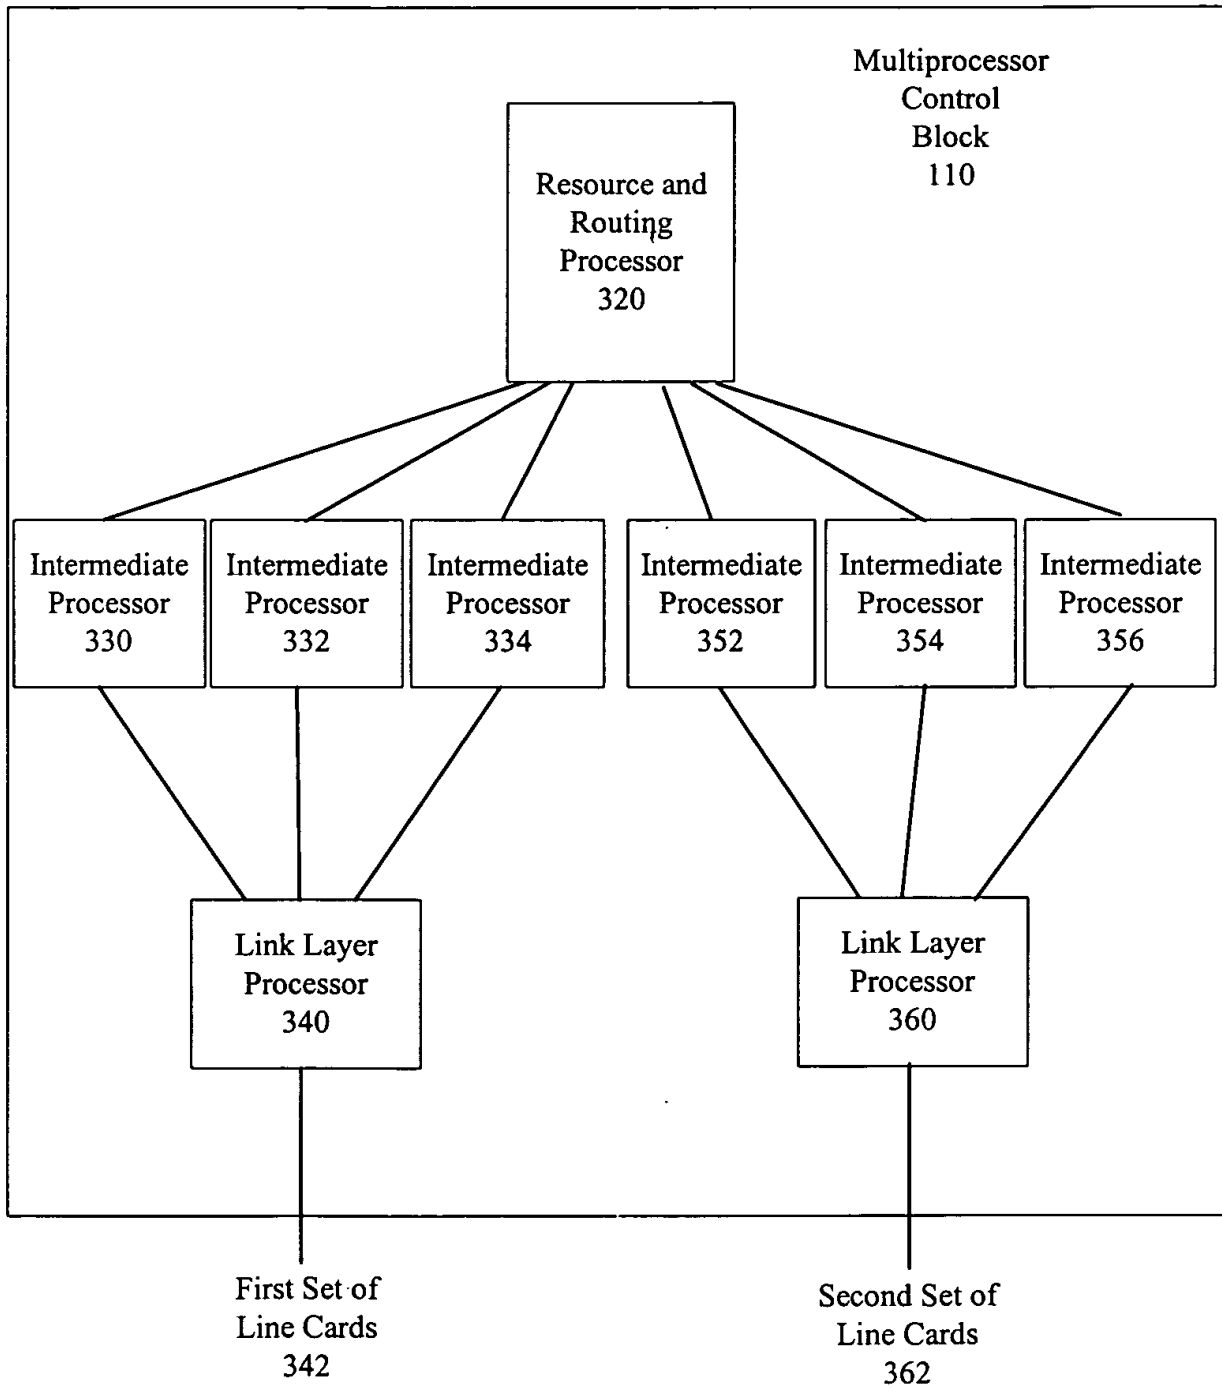 Multiprocessor
Control
Block
110
Resource and
Routing
Processor
320
Intermediate
Processor
330
Intermediate
Processor
332
Intermediate
Processor
334
Intermediate
Processor
352
Intermediate
Processor
354
Intermediate
Processor
356
Link Layer
Processor
340
Link Layer
Processor
360
First Set of
Line Cards
342
Second Set of
Line Cards
362